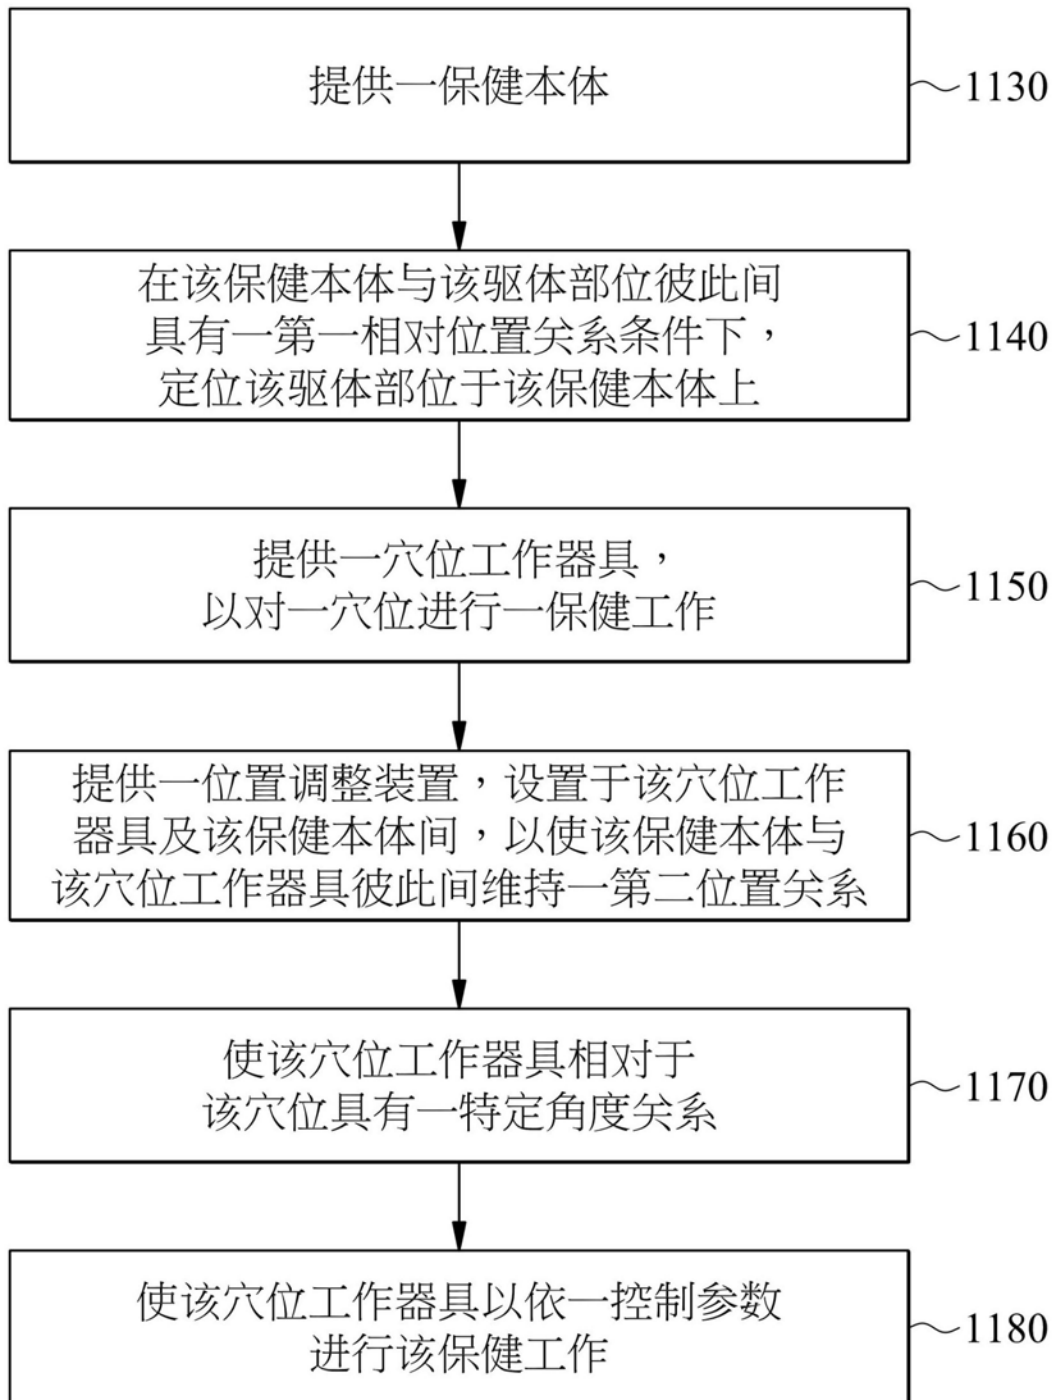 提供一保健本体
1130
在该保健本体与该驱体部位彼此间
具有一第一相对位置关系条件下，
定位该驱体部位于该保健本体上
1140
提供一穴位工作器具，
以对一穴位进行一保健工作
1150
提供一位置调整装置，设置于该穴位工作
器具及该保健本体间，以使该保健本体与
该穴位工作器具彼此间维持一第二位置关系
1160
使该穴位工作器具相对于
该穴位具有一特定角度关系
1170
使该穴位工作器具以依一控制参数
进行该保健工作
1180